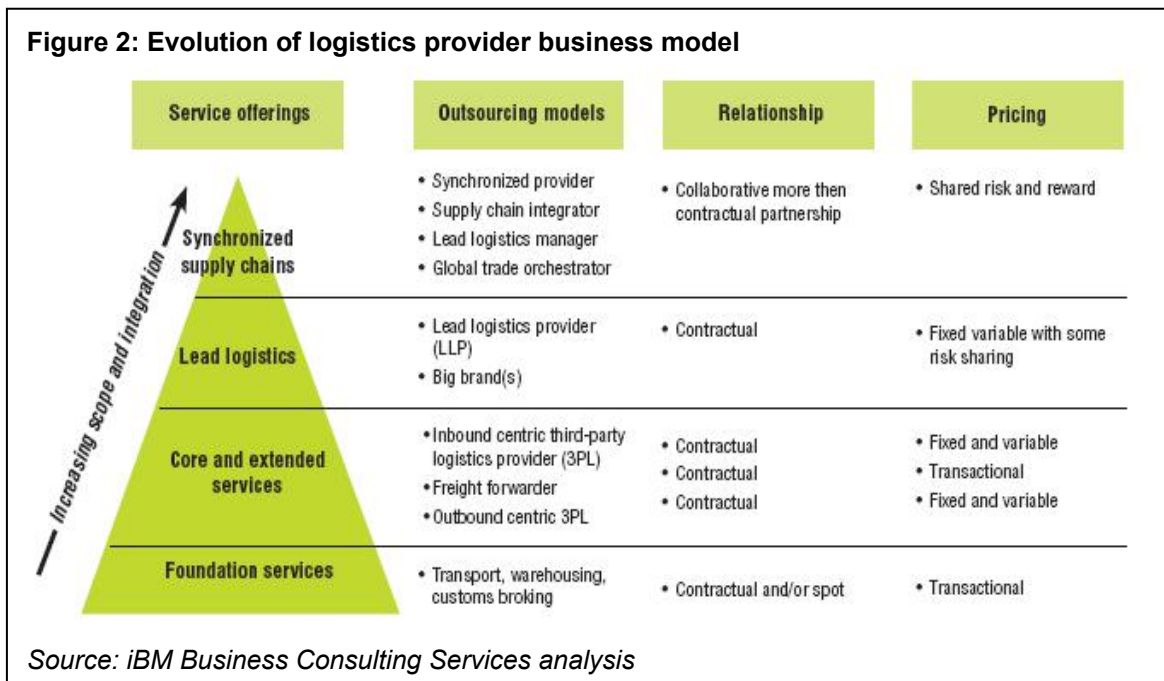 Figure 2: Evolution of logistics provider business model
Service offerings
Outsourcing models
Relationship
Pricing
Increasing scope and integration
Synchronized
supply chains
• Synchronized provider
• Supply chain integrator
• Lead logistics manager
• Global trade orchestrator
• Collaborative more then
contractual partnership
• Shared risk and reward
Lead logistics
• Lead logistics provider
(LLP)
• Big brand(s)
• Contractual
• Fixed variable with some
risk sharing
Core and extended
services
• Inbound centric third-party
logistics provider (3PL)
• Freight forwarder
• Outbound centric 3PL
• Contractual
• Contractual
• Contractual
• Fixed and variable
• Transactional
• Fixed and variable
Foundation services
• Transport, warehousing,
customs broking
• Contractual and/or spot
• Transactional
Source: iBM Business Consulting Services analysis